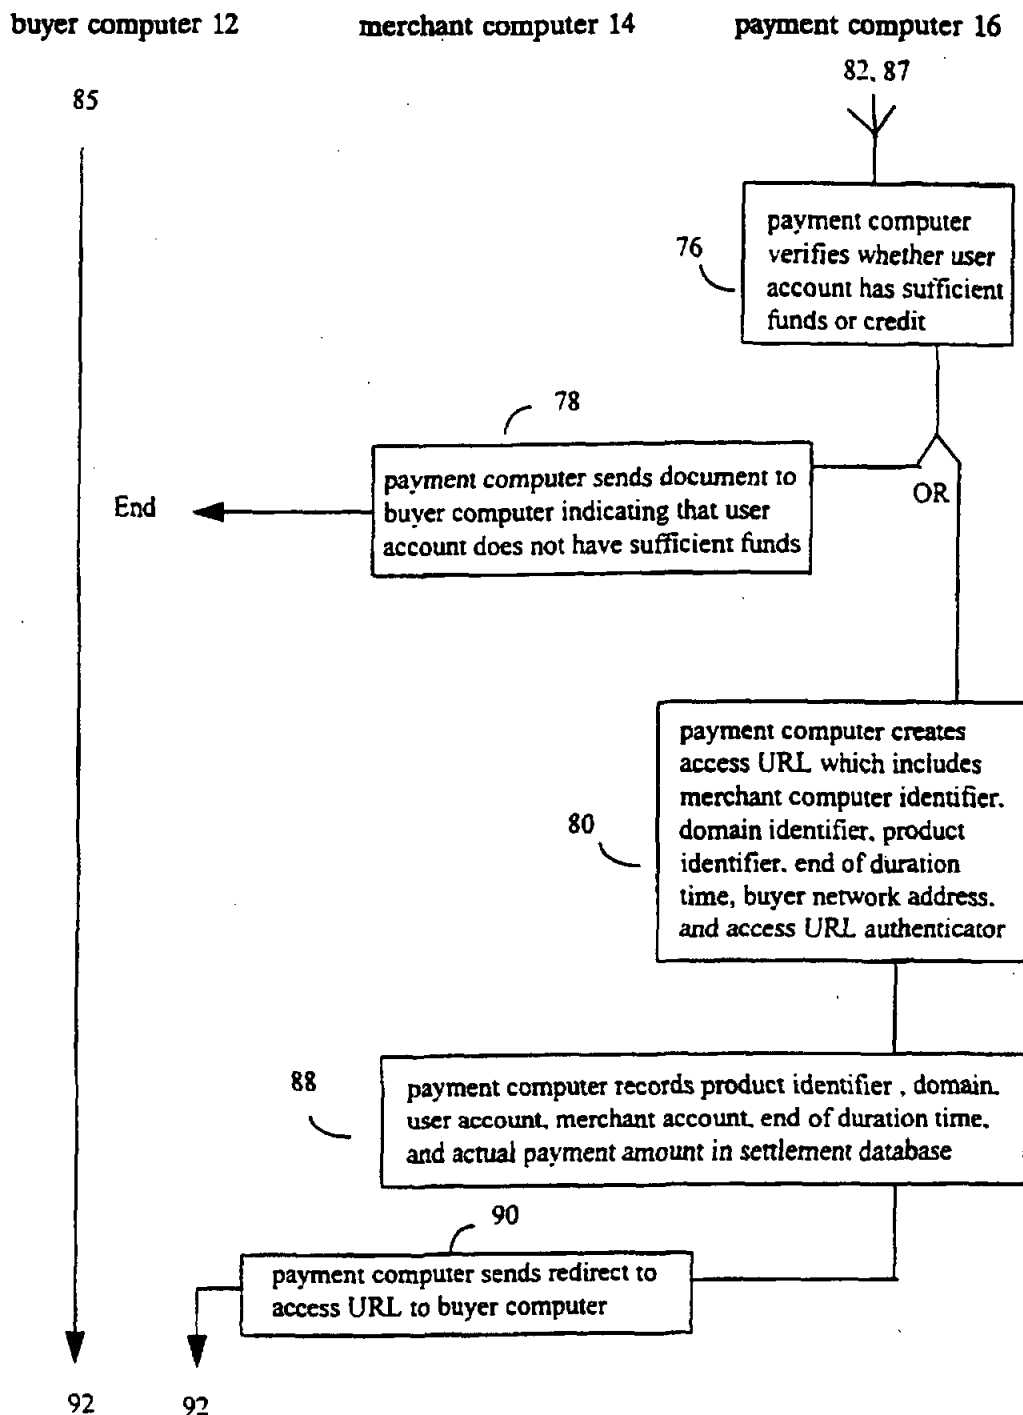 buyer computer 12 merchant computer 14 payment computer 16
82, 87
85
payment computer
verifies whether user
account has sufficient
funds or credit
76
78
payment computer sends document to
buyer computer indicating that user
account does not have sufficient funds
End
OR
payment computer creates
access URL which includes
merchant computer identifier,
domain identifier, product
identifier, end of duration
time, buyer network address,
and access URL authenticator
80
88
payment computer records product identifier , domain,
user account, merchant account, end of duration time,
and actual payment amount in settlement database
90
payment computer sends redirect to
access URL to buyer computer
92 92